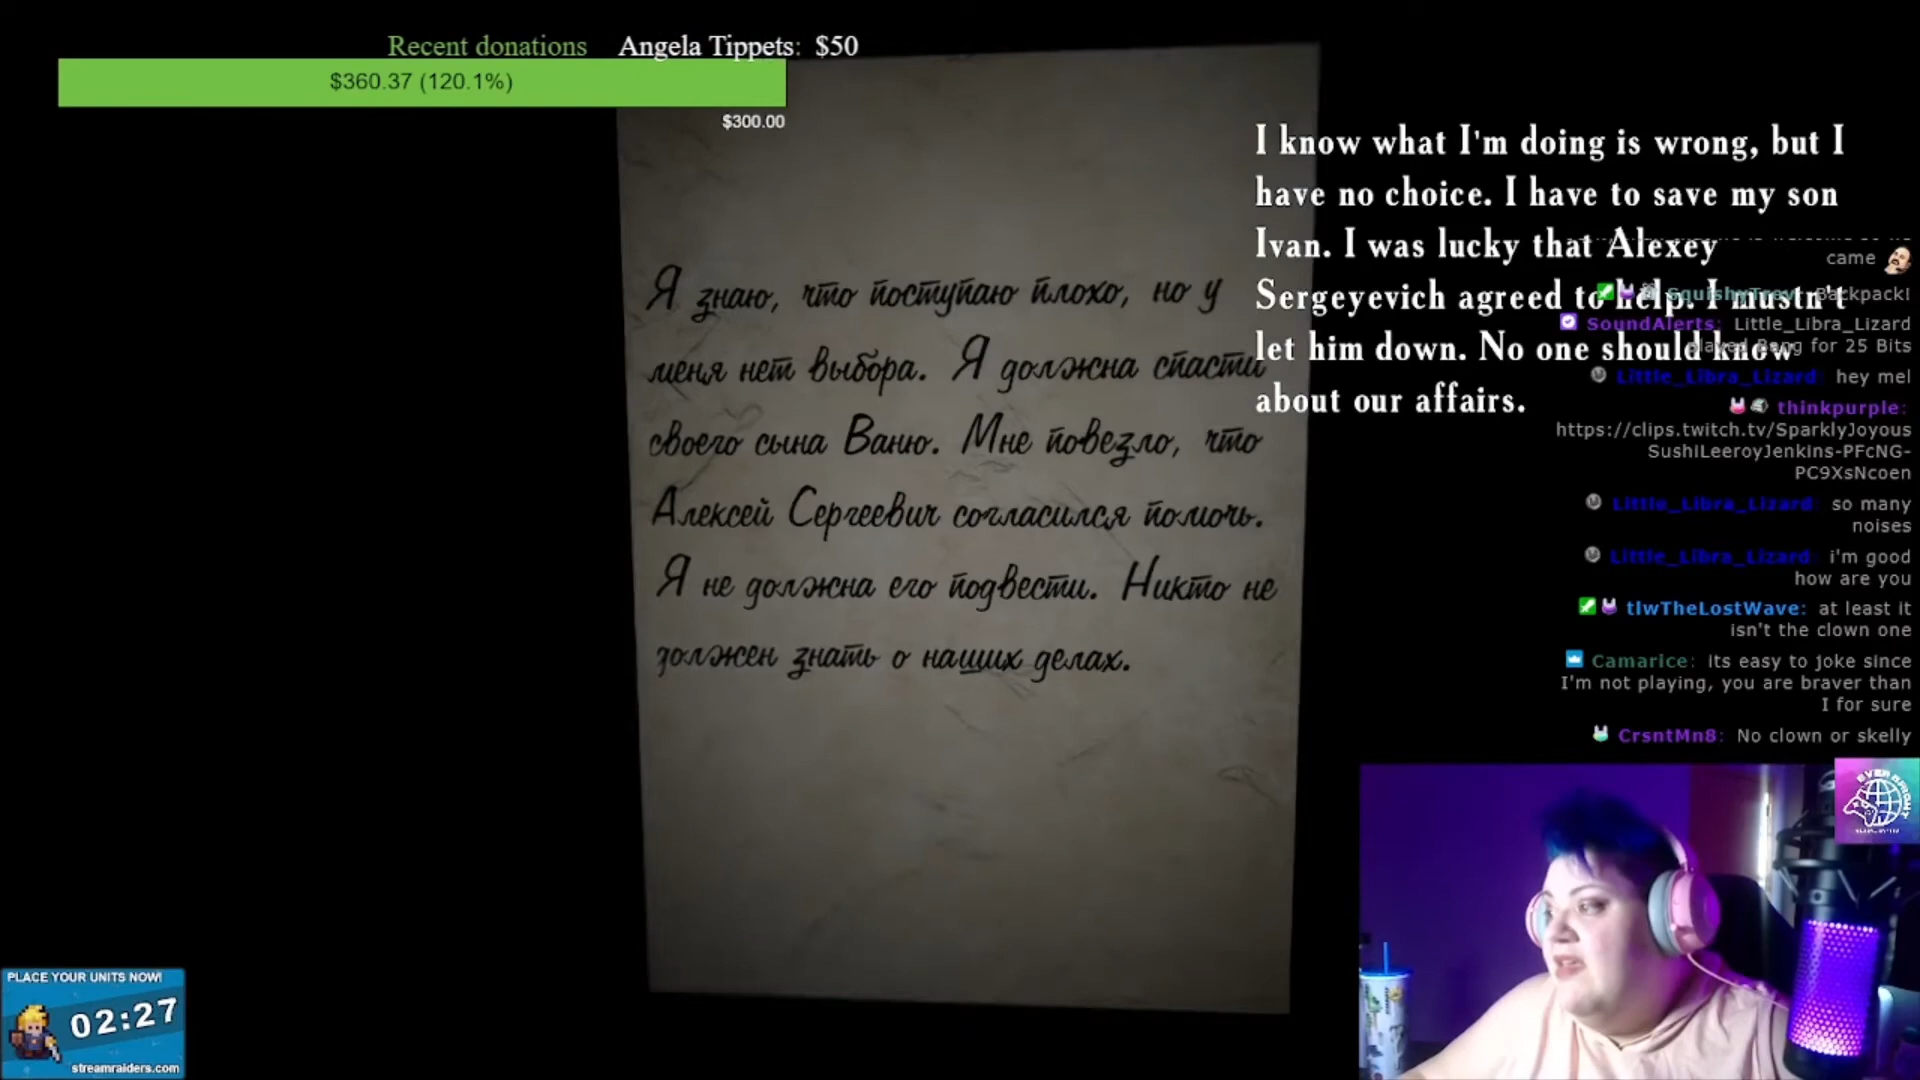 Recent donations Angela Tippets: $50
$360.37 (120.1%)
$300.00
Я знаю, что поступаю плохо, но у
меня нет выбора. Я должна спасти
своего сына Ваню. Мне повезло, что
Алексей Сергеевич согласился помочь.
Я не должна его подвести. Никто не
должен знать о наших делах.
I know what I'm doing is wrong, but I
have no choice. I have to save my son
Ivan. I was lucky that Alexey
Sergeyevich agreed to help. I mustn't
let him down. No one should know
about our affairs.
came
SquishyTrev: Backpack!
SoundAlerts: Little_Libra_Lizard
played Bang for 25 Bits
Little_Libra_Lizard: hey mel
thinkpurple:
https://clips.twitch.tv/SparklyJoyous
SushiLeeroyJenkins-PFcNG-
PC9XsNcoen
Little_Libra_Lizard: so many
noises
Little_Libra_Lizard: i'm good
how are you
tlwTheLostWave: at least it
isn't the clown one
Camarice: its easy to joke since
I'm not playing, you are braver than
I for sure
CrsntMn8: No clown or skelly
PLACE YOUR UNITS NOW!
02:27
streamraiders.com